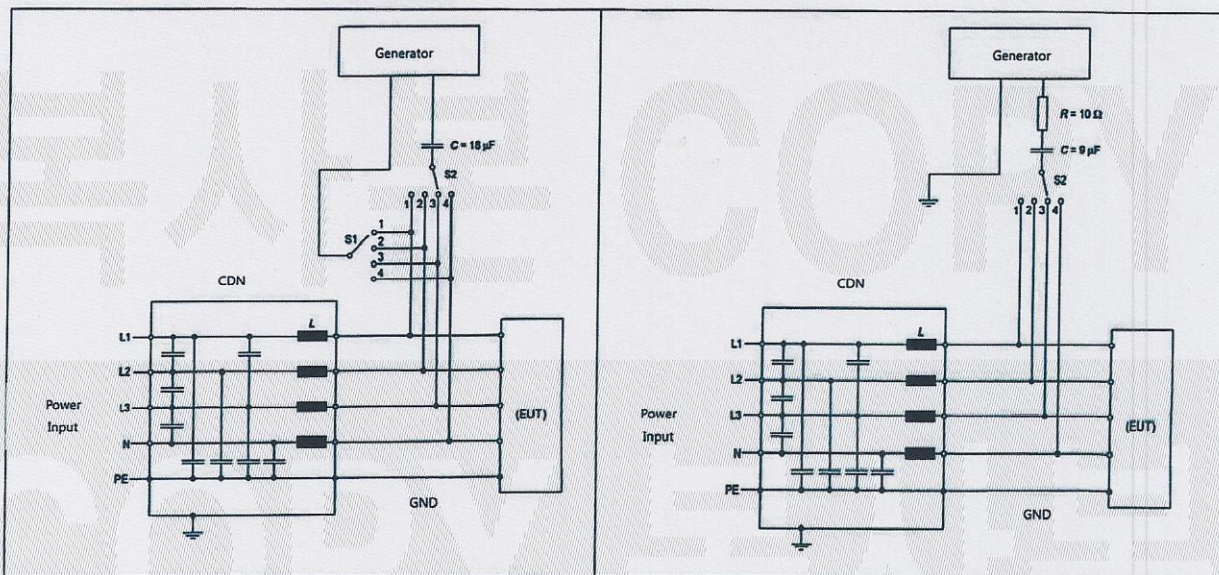 Generator
C = 18 µF
S2
1 2 3 4
S1
1
2
3
4
CDN
L
L1
L2
L3
N
PE
Power
Input
(EUT)
GND
Generator
R = 10 Ω
C = 9 µF
S2
1 2 3 4
CDN
L
L1
L2
L3
N
PE
Power
Input
(EUT)
GND
COPY
COPY